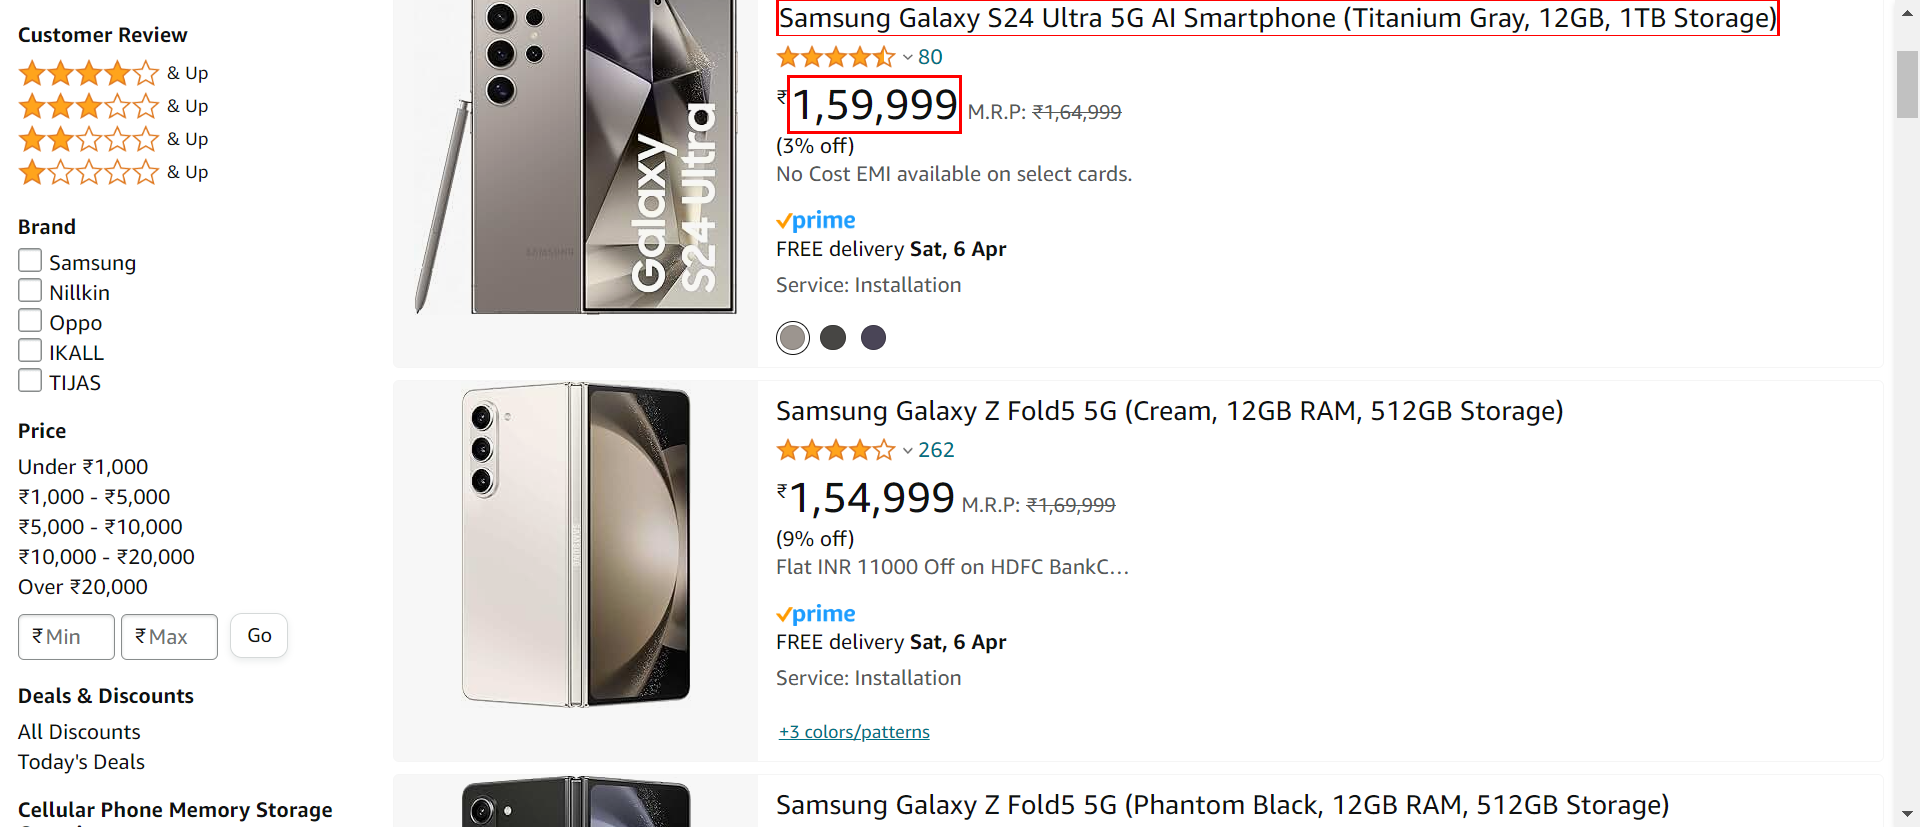 Customer Review
& Up
& Up
& Up
& Up
Brand
Samsung
Nillkin
Oppo
IKALL
TIJAS
Price
Under ₹1,000
₹1,000 - ₹5,000
₹5,000 - ₹10,000
₹10,000 - ₹20,000
Over ₹20,000
₹ Min ₹ Max Go
Deals & Discounts
All Discounts
Today's Deals
Cellular Phone Memory Storage
Galaxy
S24 Ultra
SAMSUNG
Samsung Galaxy S24 Ultra 5G AI Smartphone (Titanium Gray, 12GB, 1TB Storage)
80
₹1,59,999 M.R.P: ₹1,64,999
(3% off)
No Cost EMI available on select cards.
prime
FREE delivery Sat, 6 Apr
Service: Installation
SAMSUNG
Samsung Galaxy Z Fold5 5G (Cream, 12GB RAM, 512GB Storage)
262
₹1,54,999 M.R.P: ₹1,69,999
(9% off)
Flat INR 11000 Off on HDFC BankC…
prime
FREE delivery Sat, 6 Apr
Service: Installation
+3 colors/patterns
Samsung Galaxy Z Fold5 5G (Phantom Black, 12GB RAM, 512GB Storage)